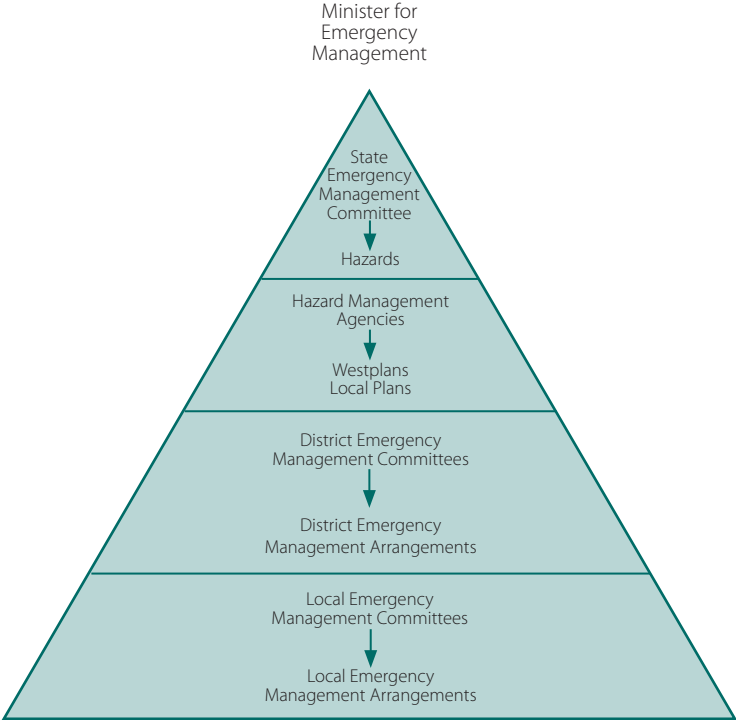 Minister for
Emergency
Management
State
Emergency
Management
Committee
Hazards
Hazard Management
Agencies
Westplans
Local Plans
District Emergency
Management Committees
District Emergency
Management Arrangements
Local Emergency
Management Committees
Local Emergency
Management Arrangements